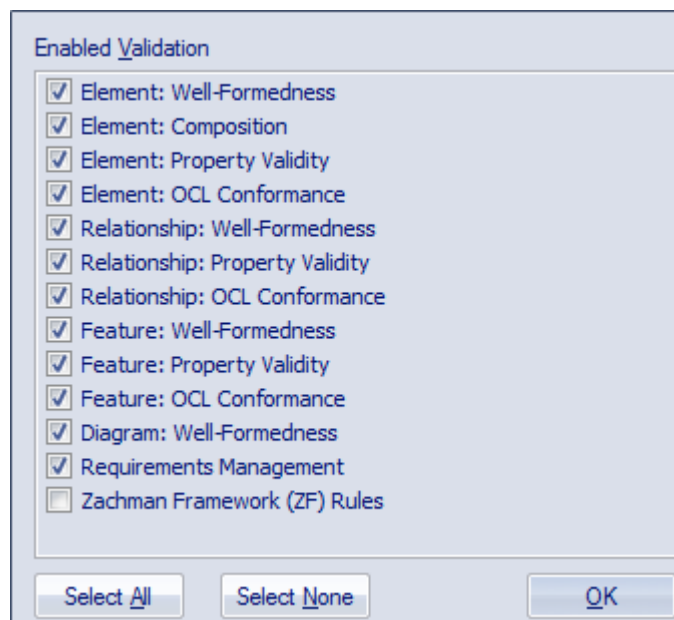 Enabled Validation
Element: Well-Formedness
Element: Composition
Element: Property Validity
Element: OCL Conformance
Relationship: Well-Formedness
Relationship: Property Validity
Relationship: OCL Conformance
Feature: Well-Formedness
Feature: Property Validity
Feature: OCL Conformance
Diagram: Well-Formedness
Requirements Management
Zachman Framework (ZF) Rules
Select All Select None OK